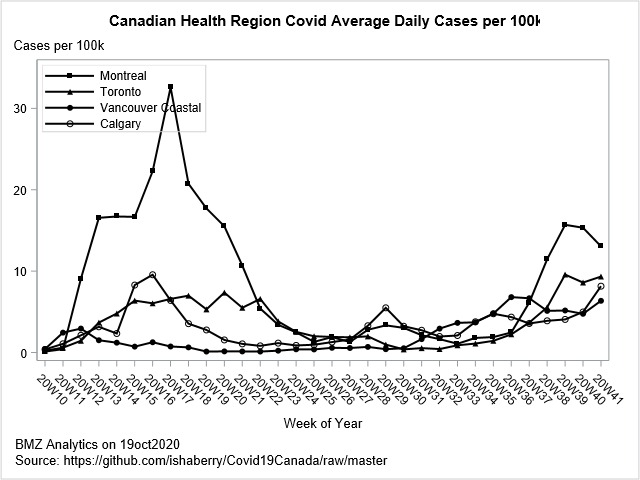 Canadian Health Region Covid Average Daily Cases per 100k
Cases per 100k
Montreal
Toronto
Vancouver Coastal
Calgary
30
20
10
0
20W10 20W11 20W12 20W13 20W14 20W15 20W16 20W17 20W18 20W19 20W20 20W21 20W22 20W23 20W24 20W25 20W26 20W27 20W28 20W29 20W30 20W31 20W32 20W33 20W34 20W35 20W36 20W37 20W38 20W39 20W40 20W41
Week of Year
BMZ Analytics on 19oct2020
Source: https://github.com/ishaberry/Covid19Canada/raw/master